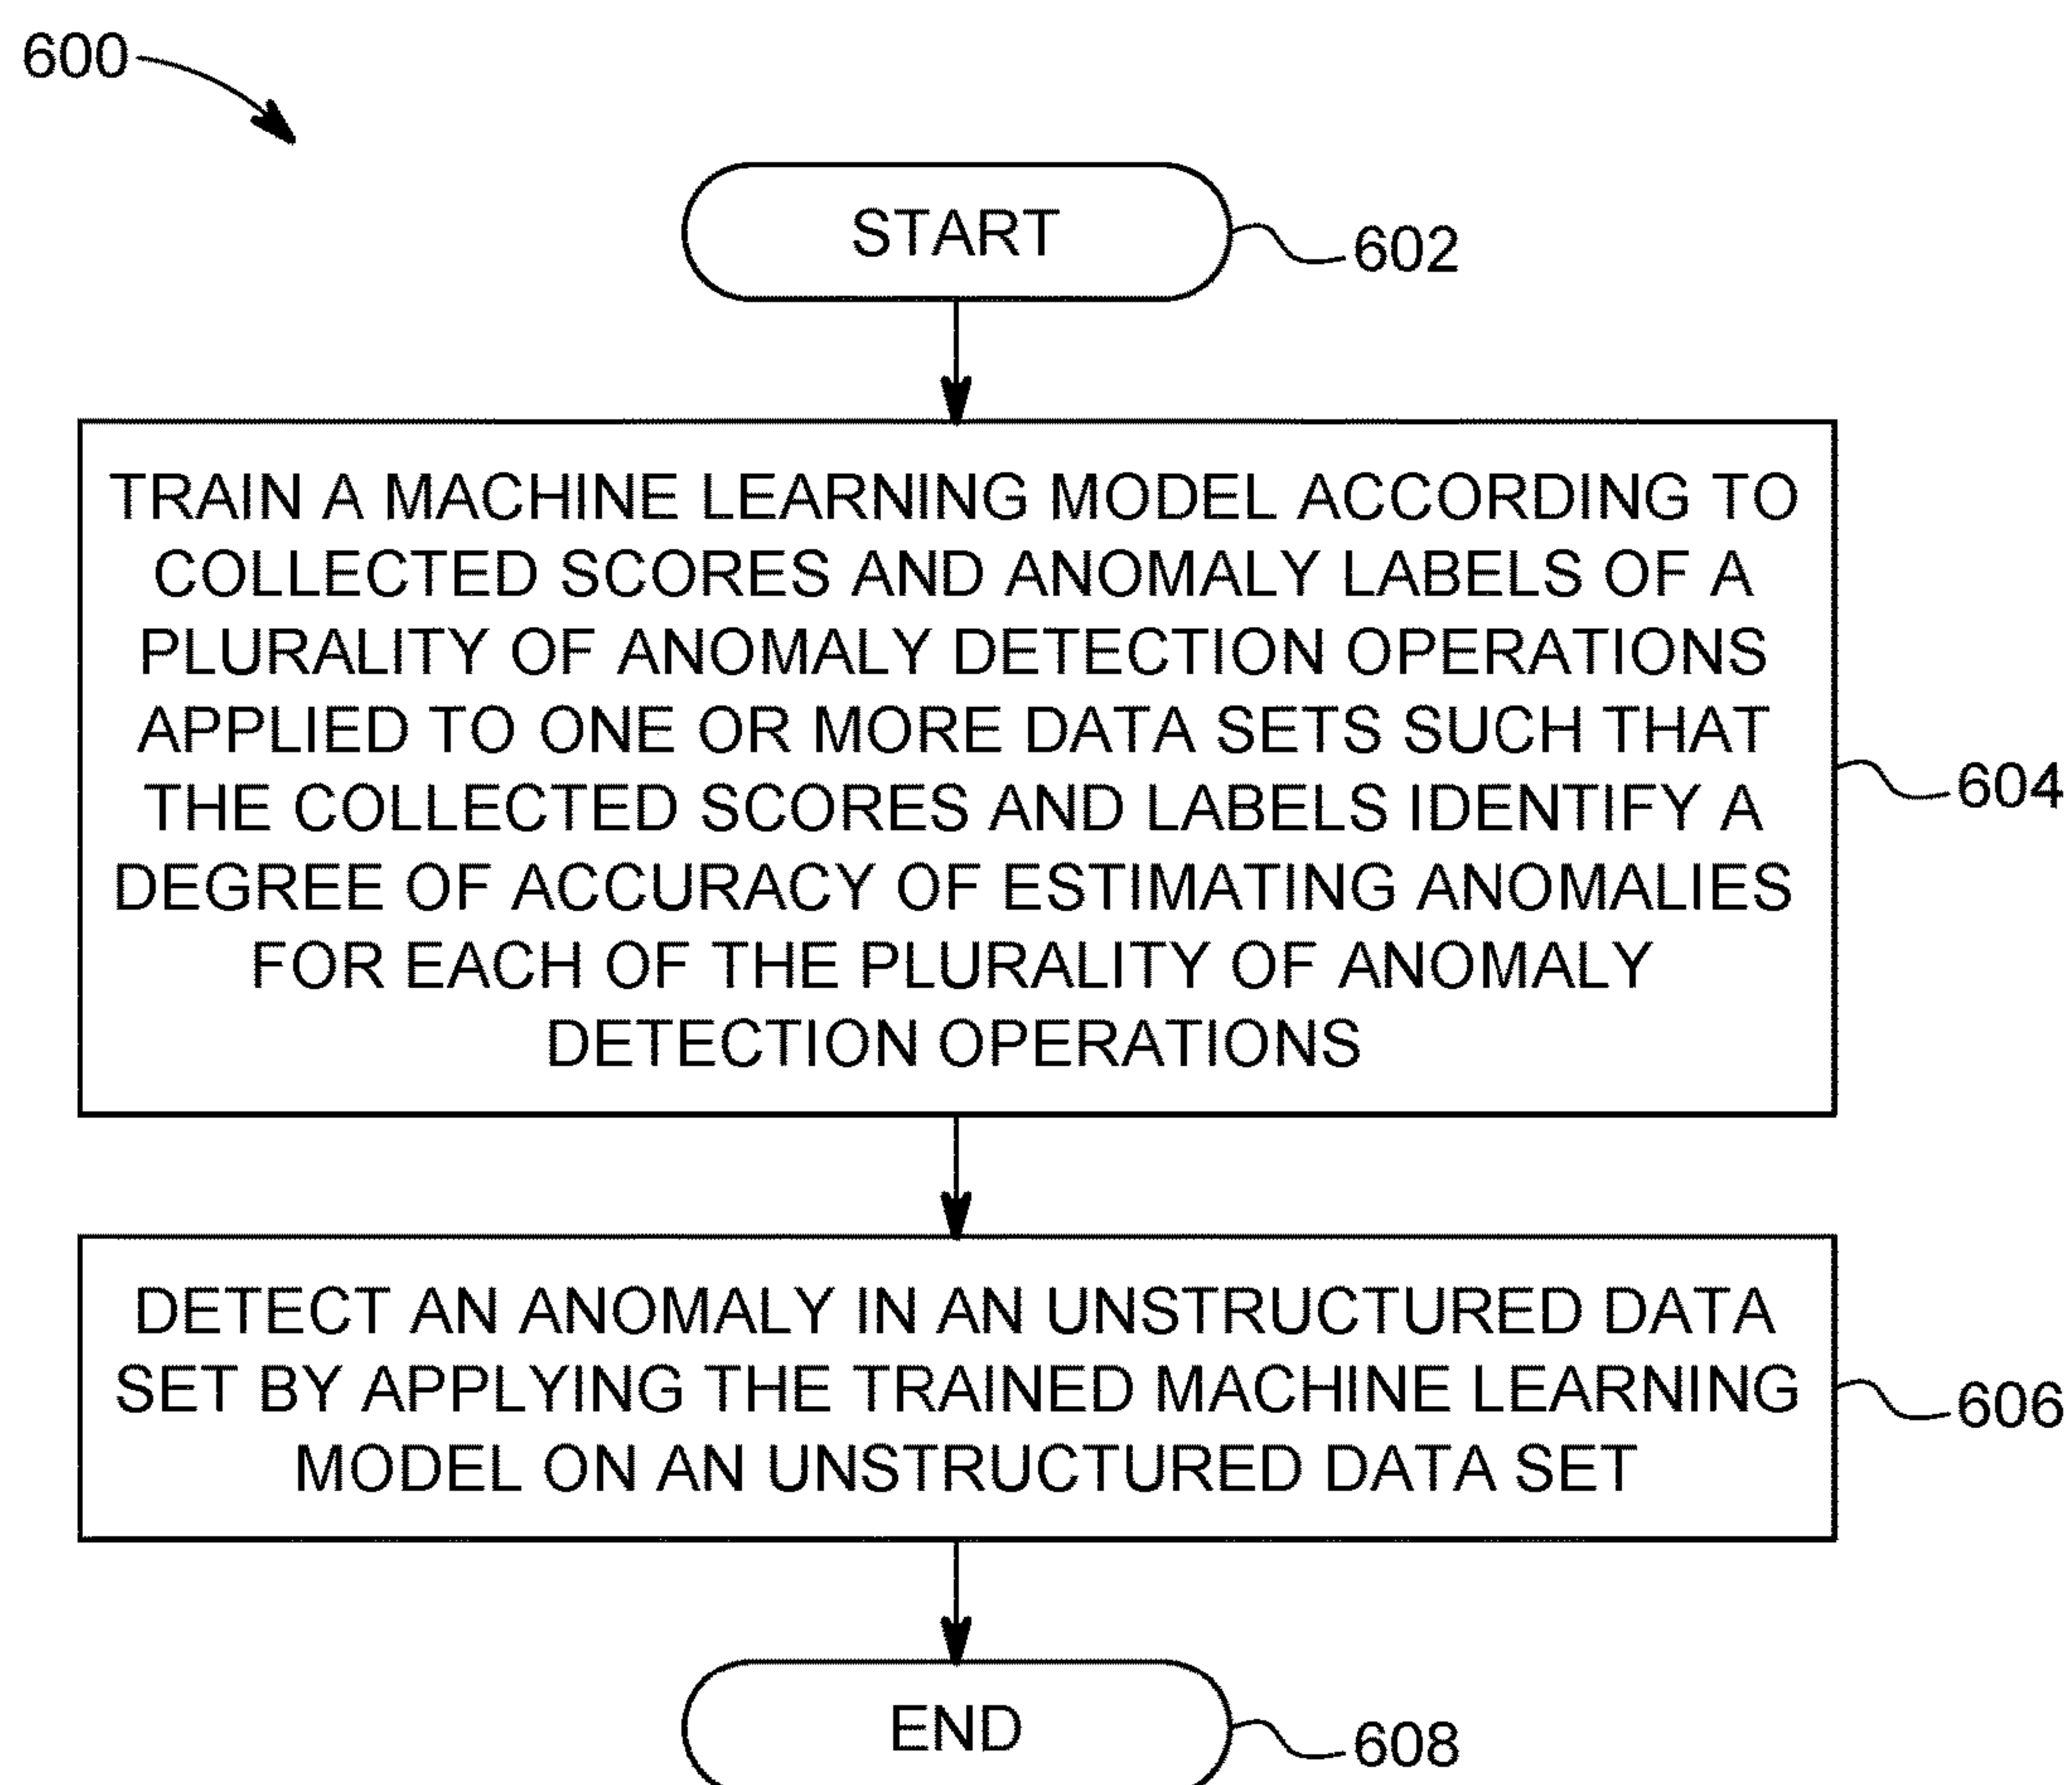 600
START
602
TRAIN A MACHINE LEARNING MODEL ACCORDING TO
COLLECTED SCORES AND ANOMALY LABELS OF A
PLURALITY OF ANOMALY DETECTION OPERATIONS
APPLIED TO ONE OR MORE DATA SETS SUCH THAT
THE COLLECTED SCORES AND LABELS IDENTIFY A
DEGREE OF ACCURACY OF ESTIMATING ANOMALIES
FOR EACH OF THE PLURALITY OF ANOMALY
DETECTION OPERATIONS
604
DETECT AN ANOMALY IN AN UNSTRUCTURED DATA
SET BY APPLYING THE TRAINED MACHINE LEARNING
MODEL ON AN UNSTRUCTURED DATA SET
606
END
608